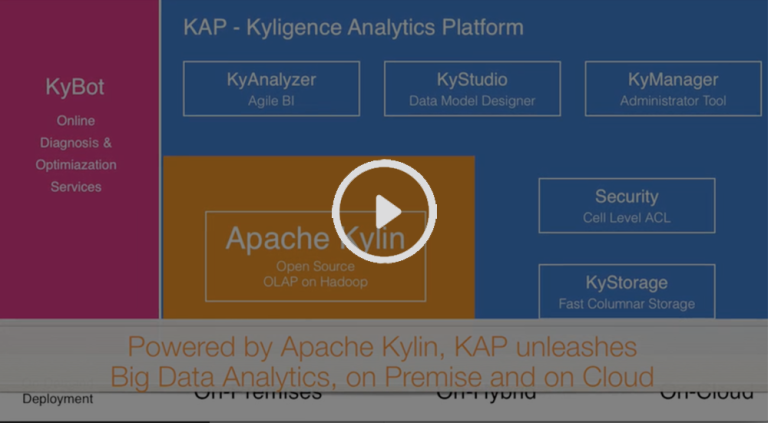 KAP - Kyligence Analytics Platform
KyBot
Online
Diagnosis &
Optimiazation
Services
KyAnalyzer
Agile BI
KyStudio
Data Model Designer
KyManager
Administrator Tool
Apache Kylin
Open Source
OLAP on Hadoop
Security
Cell Level ACL
KyStorage
Fast Columnar Storage
Powered by Apache Kylin, KAP unleashes
Big Data Analytics, on Premise and on Cloud
Deployment
On-Premises
On-Hybrid
On-Cloud